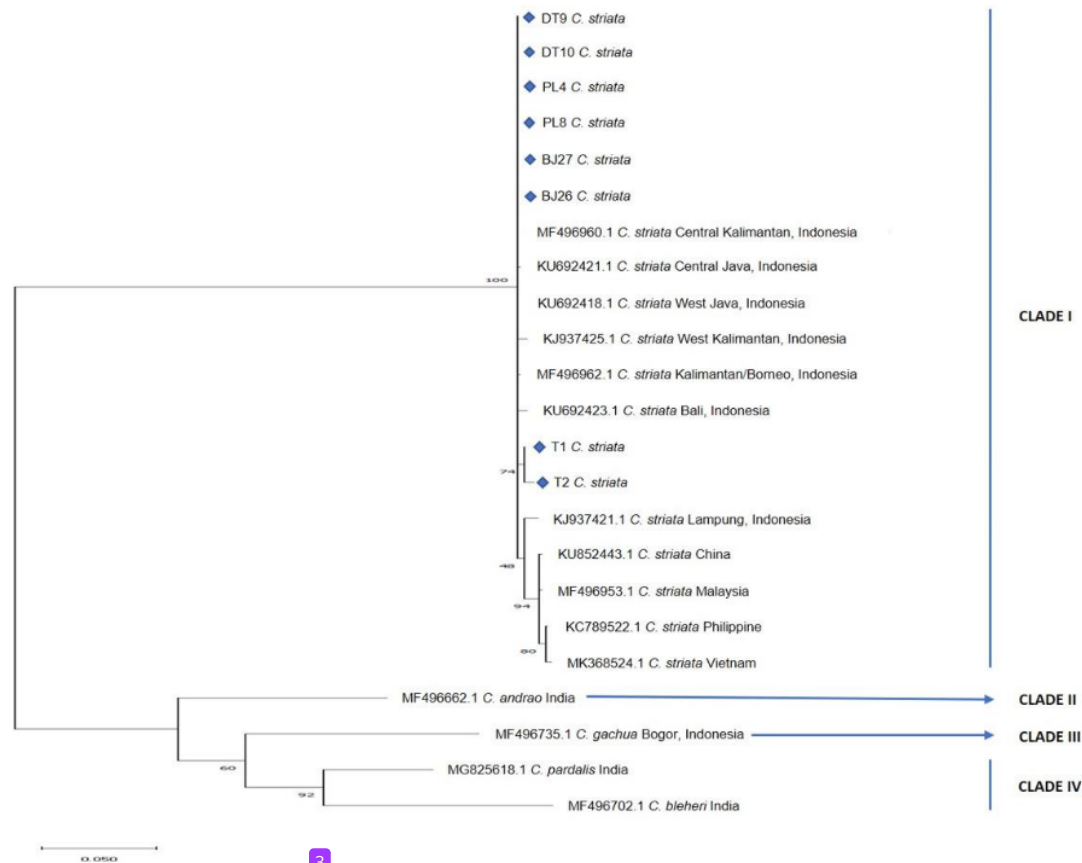 DT9 C. striata
DT10 C. striata
PL4 C. striata
PL8 C. striata
BJ27 C. striata
BJ26 C. striata
MF496960.1 C. striata Central Kalimantan, Indonesia
KU692421.1 C. striata Central Java, Indonesia
100
KU692418.1 C. striata West Java, Indonesia
CLADE I
KJ937425.1 C. striata West Kalimantan, Indonesia
MF496962.1 C. striata Kalimantan/Borneo, Indonesia
KU692423.1 C. striata Bali, Indonesia
T1 C. striata
74
T2 C. striata
KJ937421.1 C. striata Lampung, Indonesia
KU852443.1 C. striata China
48
MF496953.1 C. striata Malaysia
94
KC789522.1 C. striata Philippine
80
MK368524.1 C. striata Vietnam
MF496662.1 C. andrao India
CLADE II
MF496735.1 C. gachua Bogor, Indonesia
CLADE III
60
MG825618.1 C. pardalis India
CLADE IV
92
MF496702.1 C. bleheri India
0.050